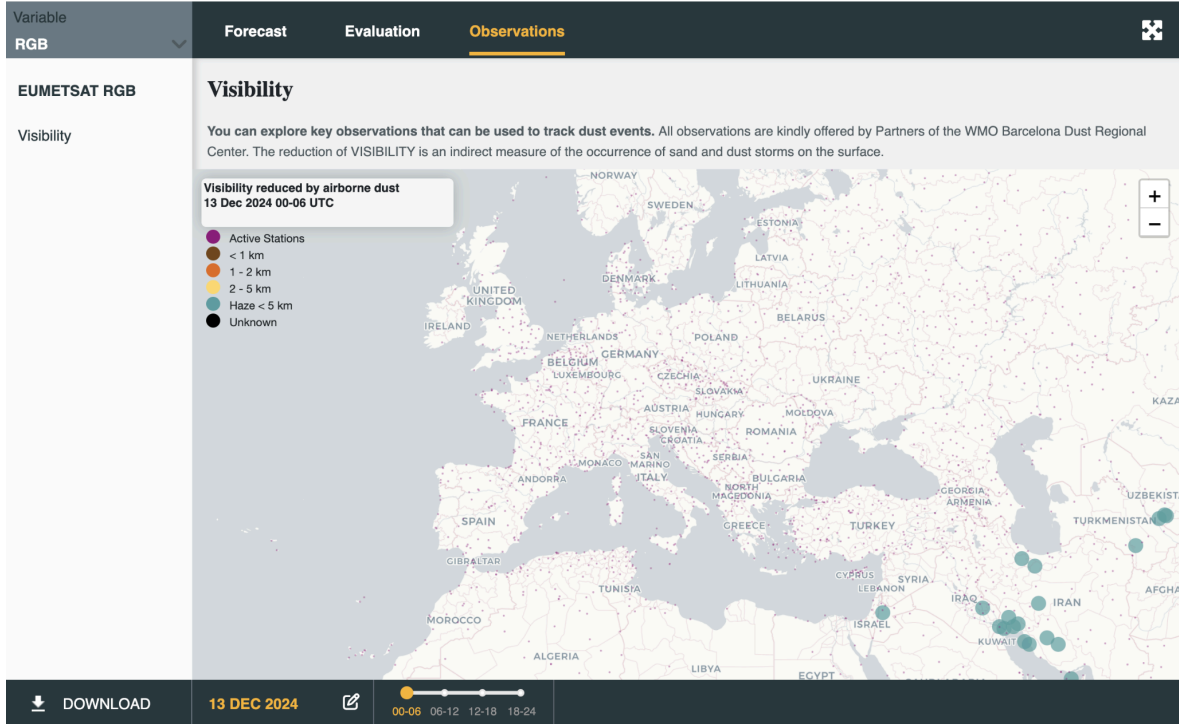 Variable
RGB
Forecast
Evaluation
Observations
EUMETSAT RGB
Visibility
Visibility
You can explore key observations that can be used to track dust events. All observations are kindly offered by Partners of the WMO Barcelona Dust Regional
Center. The reduction of VISIBILITY is an indirect measure of the occurrence of sand and dust storms on the surface.
Visibility reduced by airborne dust
13 Dec 2024 00-06 UTC
Active Stations
< 1 km
1 - 2 km
2 - 5 km
Haze < 5 km
Unknown
+
−
NORWAY
SWEDEN
ESTONIA
LATVIA
DENMARK
LITHUANIA
UNITED
KINGDOM
BELARUS
IRELAND
NETHERLANDS
POLAND
BELGIUM
GERMANY
LUXEMBOURG
CZECHIA
UKRAINE
SLOVAKIA
KAZA
AUSTRIA
HUNGARY
MOLDOVA
FRANCE
SLOVENIA
ROMANIA
CROATIA
SAN
MARINO
SERBIA
MONACO
ITALY
ANDORRA
BULGARIA
NORTH
MACEDONIA
GEORGIA
ARMENIA
UZBEKIST
SPAIN
GREECE
TURKEY
TURKMENISTAN
GIBRALTAR
CYPRUS
SYRIA
LEBANON
TUNISIA
AFGHA
IRAQ
IRAN
MOROCCO
ISRAEL
KUWAIT
ALGERIA
LIBYA
EGYPT
DOWNLOAD
13 DEC 2024
00-06
06-12
12-18
18-24